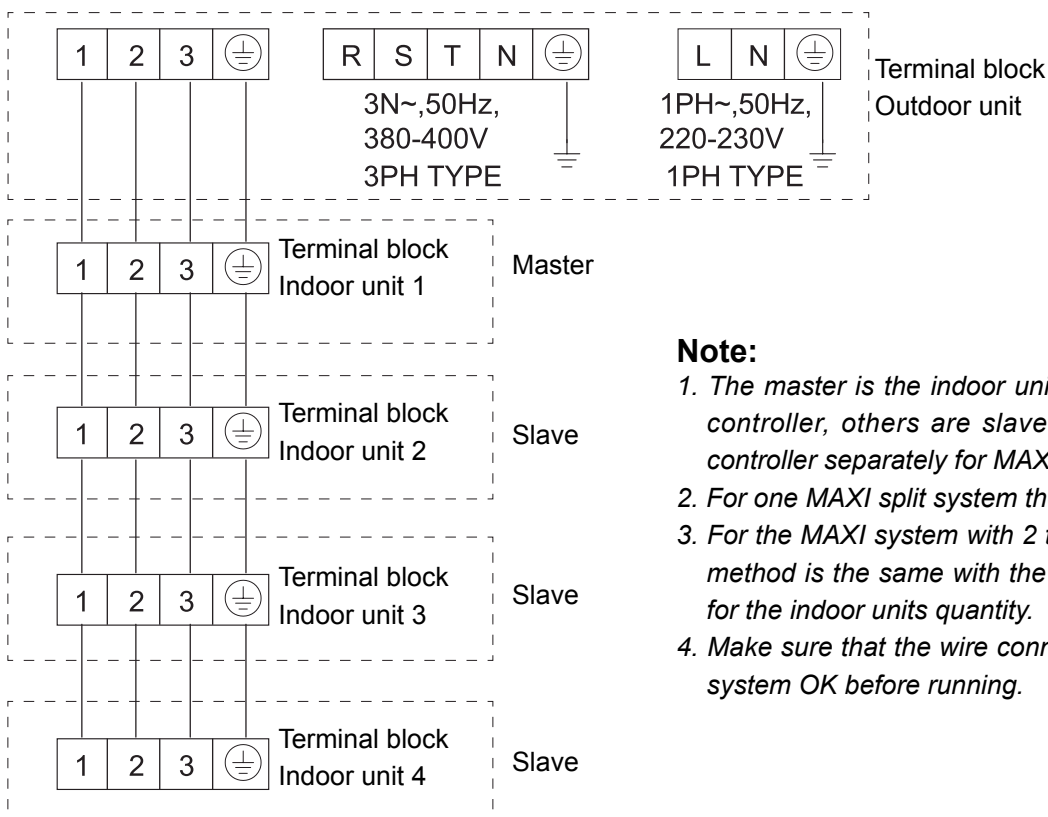 1 2 3
R S T N
L N
Terminal block
Outdoor unit
3N~,50Hz,
380-400V
3PH TYPE
1PH~,50Hz,
220-230V
1PH TYPE
1 2 3
Terminal block
Indoor unit 1
Master
1 2 3
Terminal block
Indoor unit 2
Slave
1 2 3
Terminal block
Indoor unit 3
Slave
1 2 3
Terminal block
Indoor unit 4
Slave
Note:
1. The master is the indoor
controller, others are slave
controller separately for
2. For one MAXI split system
3. For the MAXI system with 2
method is the same with the
for the indoor units quantity.
4. Make sure that the wire
system OK before running.